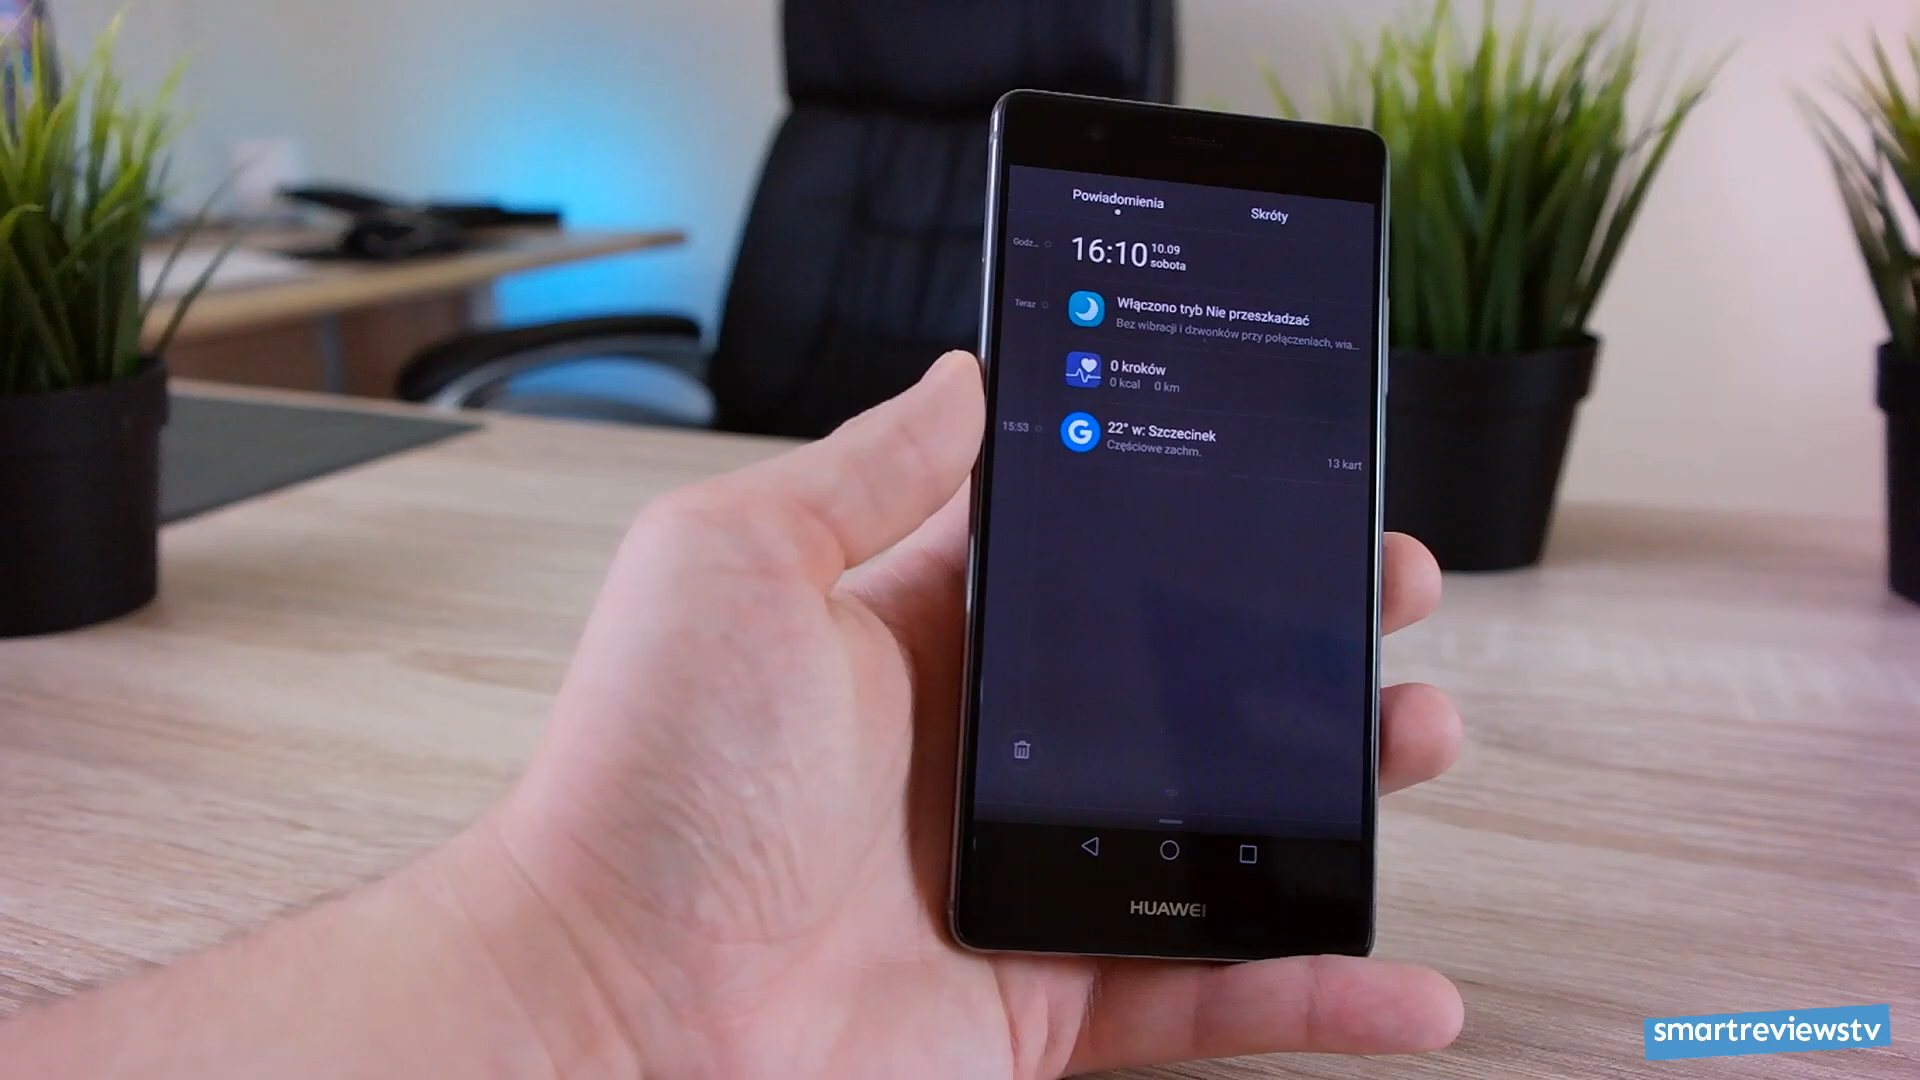 Powiadomienia
Skróty
Godz...
16:10
10.09
sobota
Teraz
Włączono tryb Nie przeszkadzać
Bez wibracji i dzwonków przy połączeniach, wia...
0 kroków
0 kcal 0 km
15:53
G
22° w: Szczecinek
Częściowe zachm.
13 kart
HUAWEI
smartreviewstv